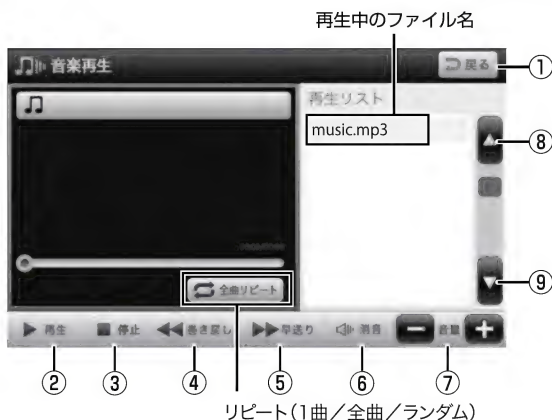 再生中のファイル名
音楽再生
戻る
①
再生リスト
music.mp3
⑧
全曲リピート
⑨
再生
停止
巻き戻し
早送り
消音
音量
② ③ ④ ⑤ ⑥ ⑦
リピート(1曲/全曲/ランダム)